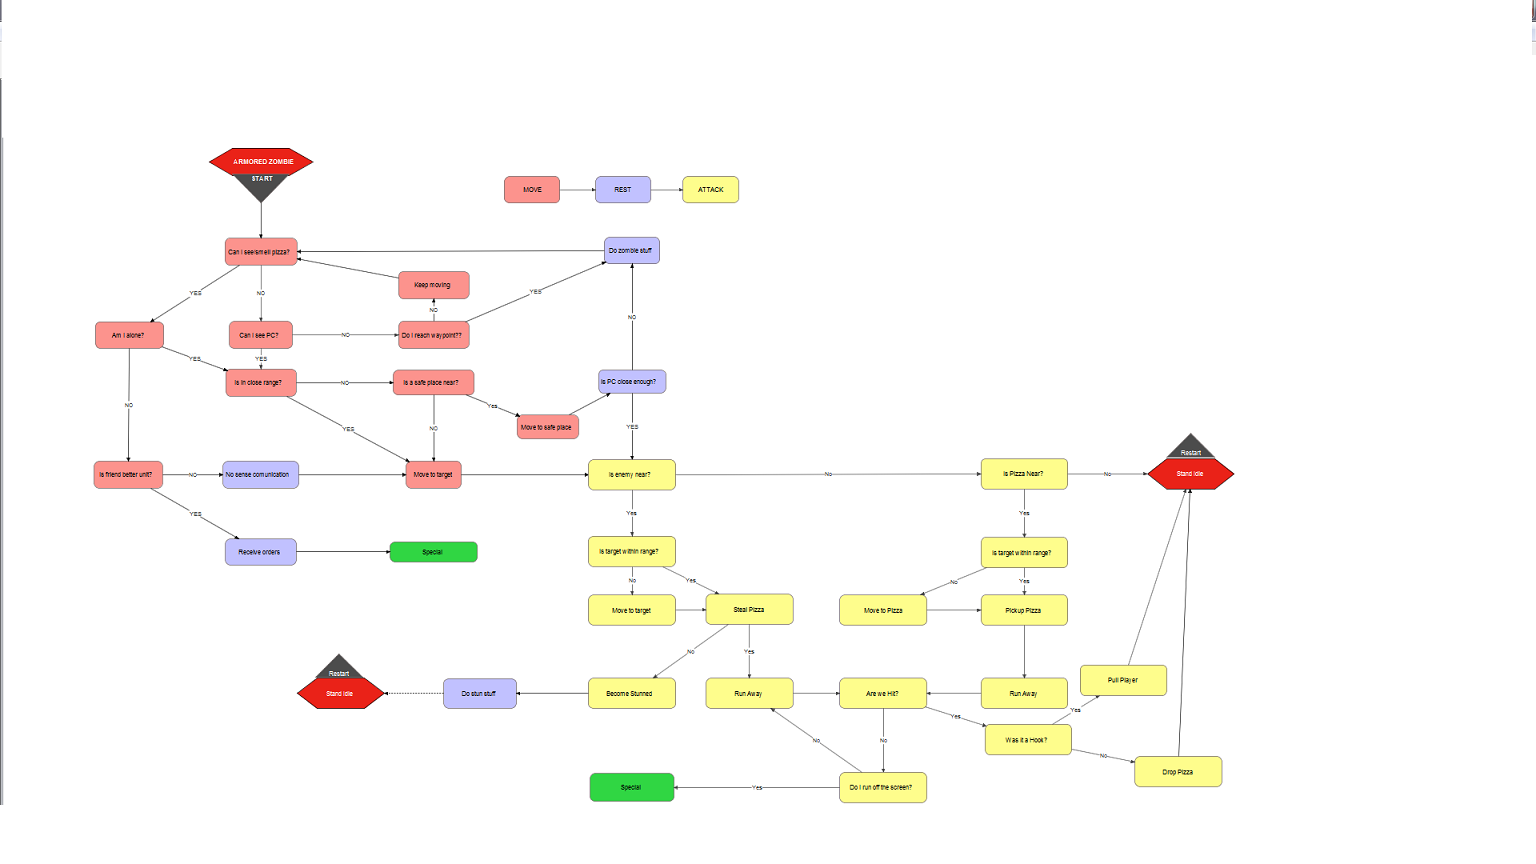 ARMORED ZOMBIE
START
MOVE
REST
ATTACK
Can I see/smell pizza?
Do zombie stuff
Keep moving
YES
NO
YES
NO
NO
Am I alone?
Can I see PC?
NO
Do I reach waypoint??
YES
YES
Is in close range?
NO
Is a safe place near?
Is PC close enough?
NO
Yes
YES
NO
YES
Move to safe place
Is friend better unit?
NO
No sense comunication
Move to target
Is enemy near?
No
Is Pizza Near?
No
Restart
Stand Idle
YES
Yes
Yes
Receive orders
Special
Is target within range?
Is target within range?
No
Yes
No
Yes
Move to target
Steal Pizza
Move to Pizza
Pickup Pizza
No
Yes
Restart
Stand Idle
Do stun stuff
Become Stunned
Run Away
Are we Hit?
Run Away
Pull Player
Yes
Yes
No
No
Was it a Hook?
No
Drop Pizza
Special
Yes
Do I run off the screen?